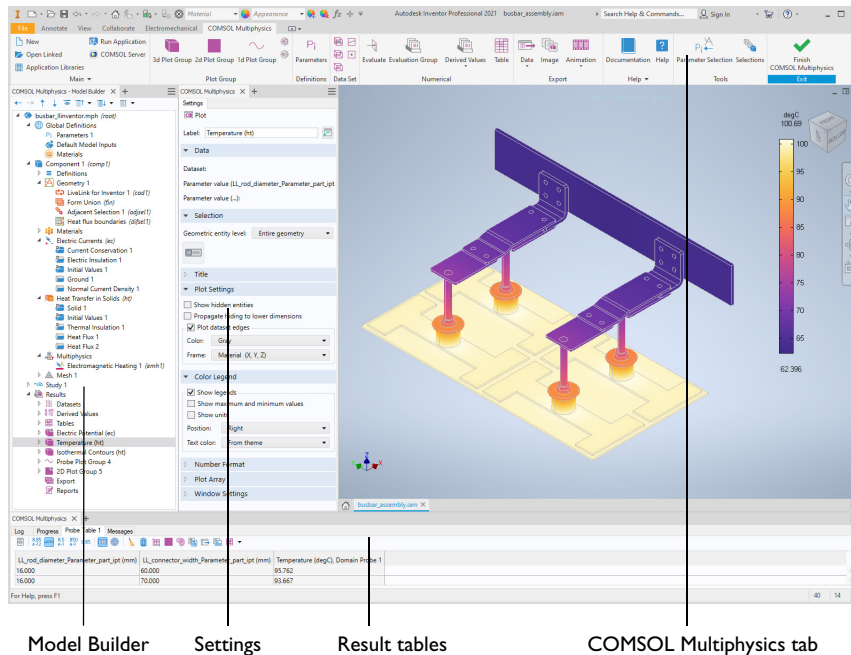 Material
Appearance
fx
Autodesk Inventor Professional 2021 busbar_assembly.iam
Search Help & Commands...
Sign In
File Annotate View Collaborate Electromechanical COMSOL Multiphysics
New
Open Linked
Application Libraries
Run Application
COMSOL Server
Main
3d Plot Group 2d Plot Group 1d Plot Group
Plot Group
Pi
Parameters
Definitions
Data Set
Evaluate Evaluation Group Derived Values Table
Numerical
Data Image Animation
Export
Documentation Help
Help
Parameter Selection Selections
Tools
Finish
COMSOL Multiphysics
Exit
COMSOL Multiphysics - Model Builder
busbar_llinventor.mph (root)
Global Definitions
Parameters 1
Default Model Inputs
Materials
Component 1 (comp1)
Definitions
Geometry 1
LiveLink for Inventor 1 (cad1)
Form Union (fin)
Adjacent Selection 1 (adjsel1)
Heat flux boundaries (difsel1)
Materials
Electric Currents (ec)
Current Conservation 1
Electric Insulation 1
Initial Values 1
Ground 1
Normal Current Density 1
Heat Transfer in Solids (ht)
Solid 1
Initial Values 1
Thermal Insulation 1
Heat Flux 1
Heat Flux 2
Multiphysics
Electromagnetic Heating 1 (emh1)
Mesh 1
Study 1
Results
Datasets
Derived Values
Tables
Electric Potential (ec)
Temperature (ht)
Isothermal Contours (ht)
Probe Plot Group 4
2D Plot Group 5
Export
Reports
COMSOL Multiphysics
Settings
Plot
Label: Temperature (ht)
Data
Dataset:
Parameter value (LL_rod_diameter_Parameter_part_ipt
Parameter value (...):
Selection
Geometric entity level: Entire geometry
Title
Plot Settings
Show hidden entities
Propagate hiding to lower dimensions
Plot dataset edges
Color: Gray
Frame: Material (X, Y, Z)
Color Legend
Show legends
Show maximum and minimum values
Show units
Position: Right
Text color: From theme
Number Format
Plot Array
Window Settings
degC
100.69
100
95
90
85
80
75
70
65
62.396
Z
Y X
busbar_assembly.iam
COMSOL Multiphysics
Log Progress Probe Table 1 Messages
LL_rod_diameter_Parameter_part_ipt (mm) LL_connector_width_Parameter_part_ipt (mm) Temperature (degC), Domain Probe 1
16.000 60.000 95.762
16.000 70.000 93.667
For Help, press F1
40 14
Model Builder Settings Result tables COMSOL Multiphysics tab